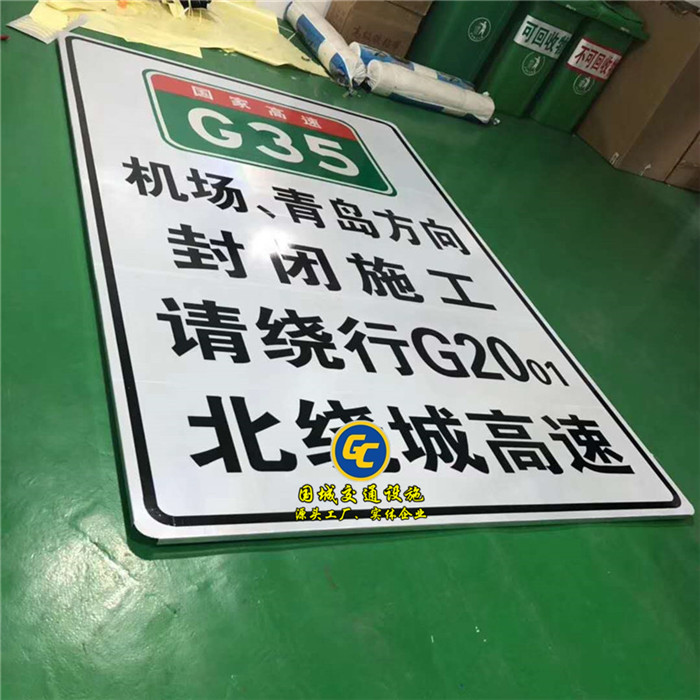 可回收物
不可回收
国家高速
G35
机场、青岛方向
封闭施工
请绕行G2001
北绕城高速
GC
国城交通设施
源头工厂、实体企业